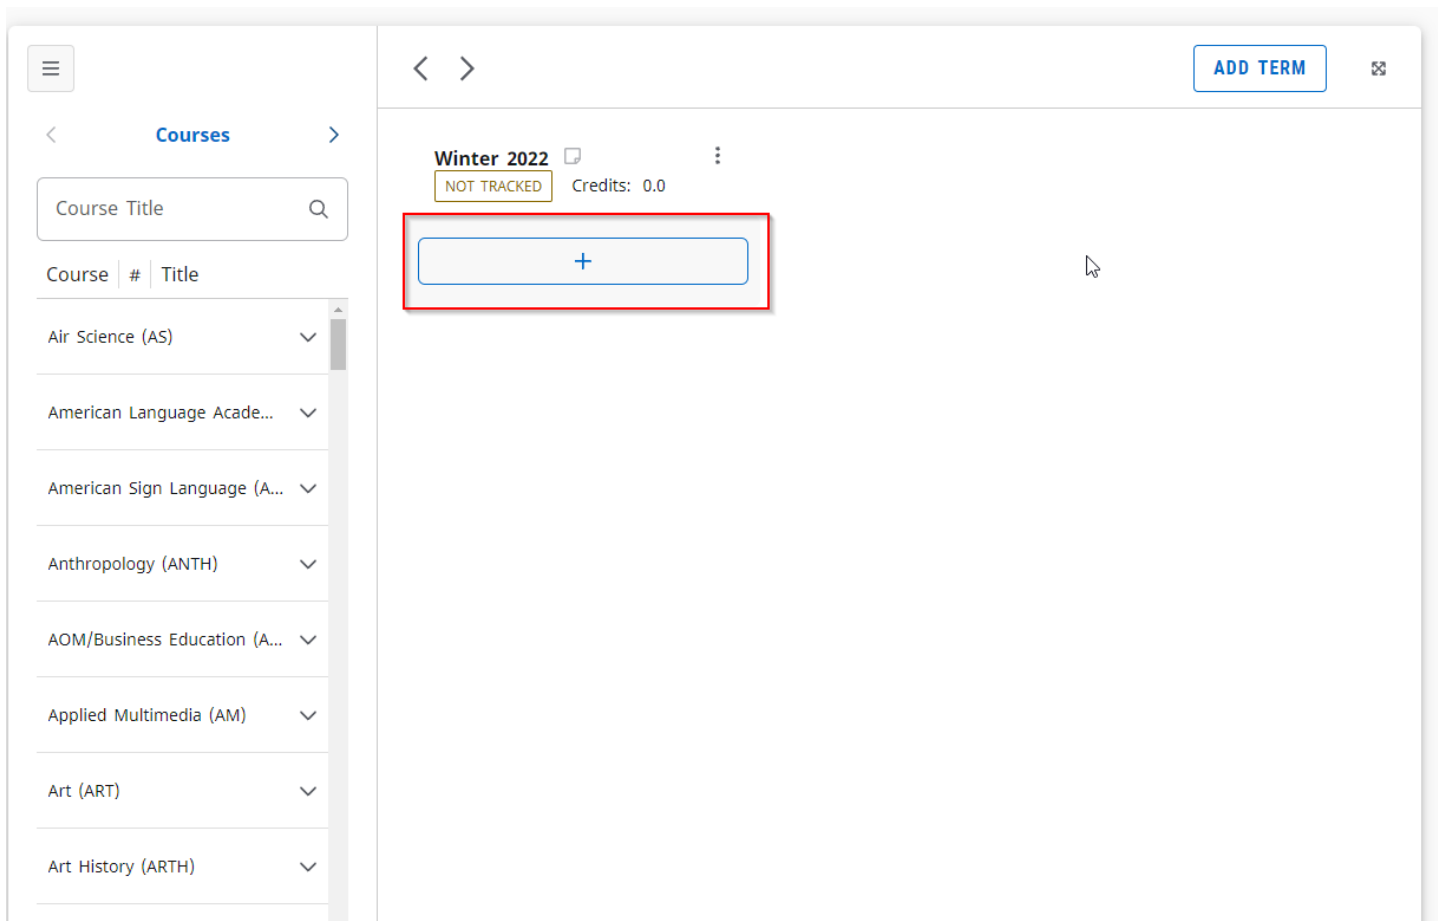 ADD TERM
Courses
Course Title
Course # Title
Air Science (AS)
American Language Acade...
American Sign Language (A...
Anthropology (ANTH)
AOM/Business Education (A...
Applied Multimedia (AM)
Art (ART)
Art History (ARTH)
Winter 2022
NOT TRACKED Credits: 0.0
+